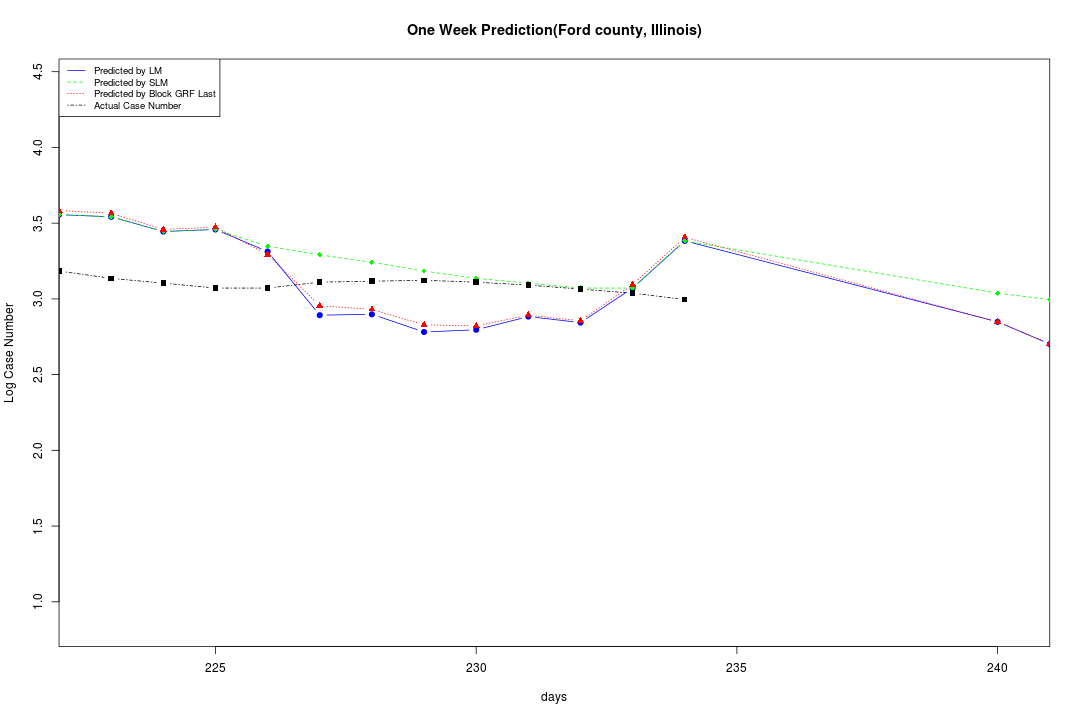 One Week Prediction(Ford county, Illinois)
Predicted by LM
Predicted by SLM
Predicted by Block GRF Last
Actual Case Number
4.5
4.0
3.5
3.0
2.5
2.0
1.5
1.0
Log Case Number
225 230 235 240
days